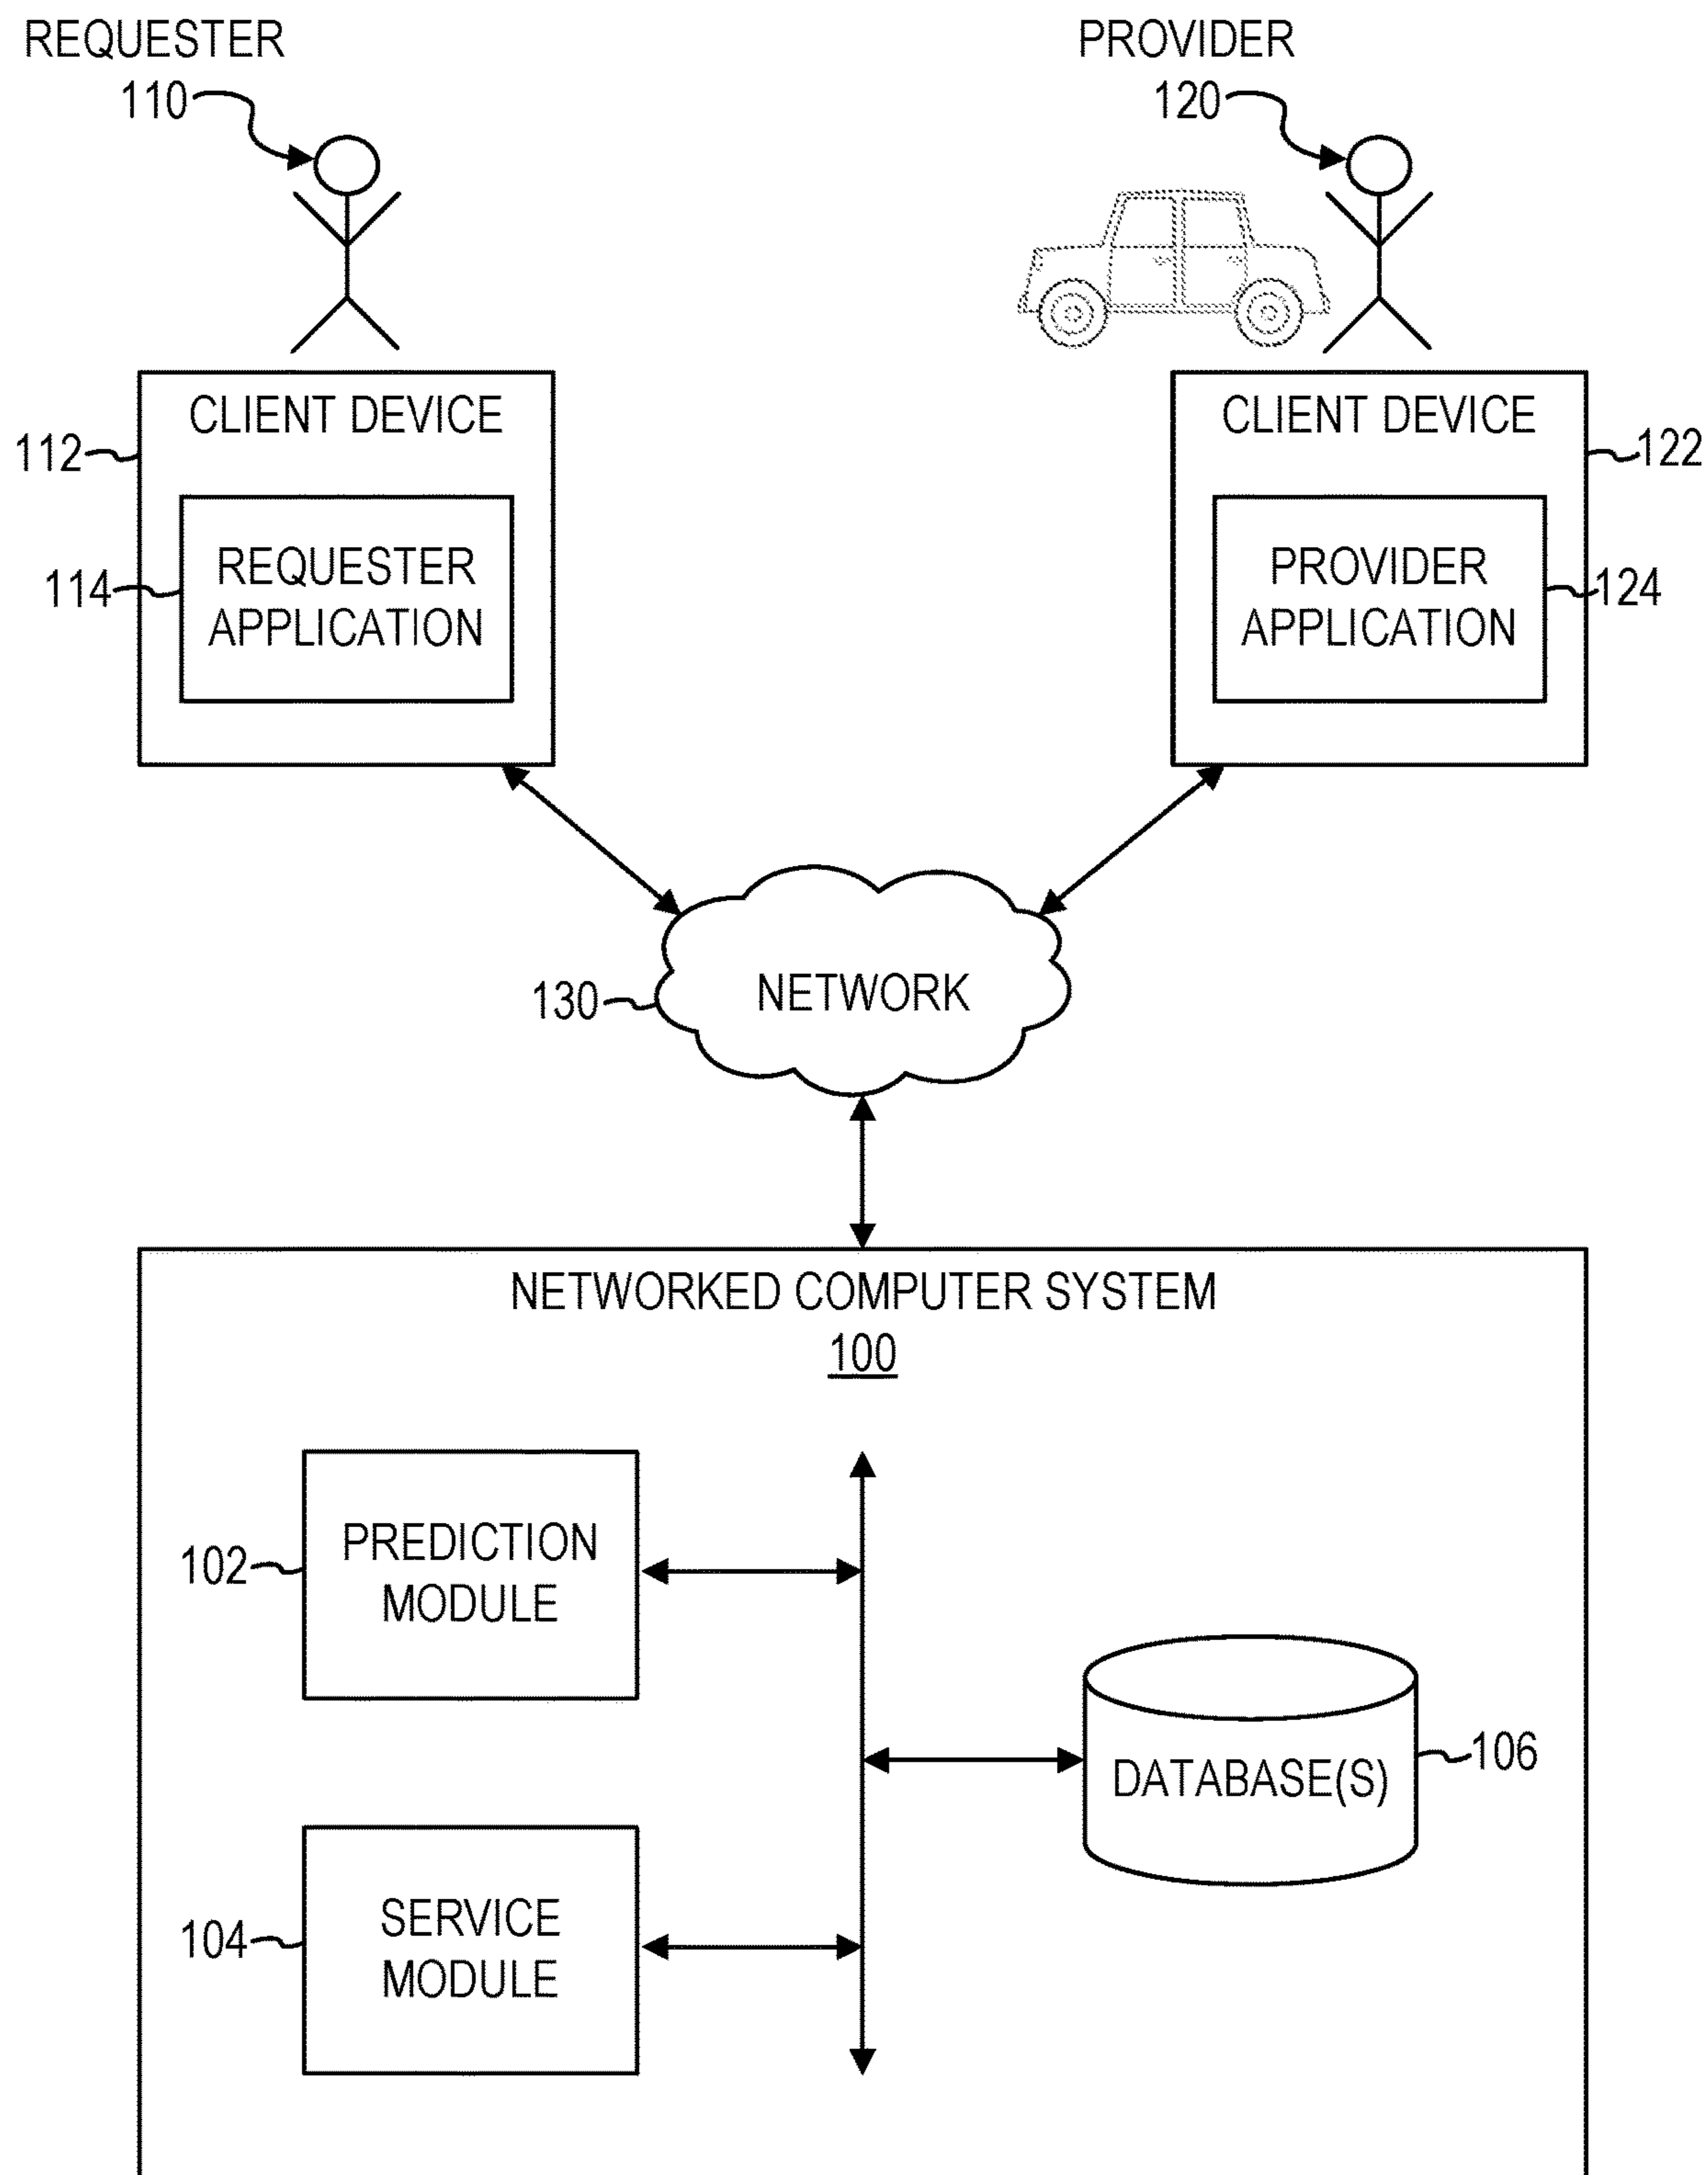 REQUESTER
110
PROVIDER
120
CLIENT DEVICE
112
REQUESTER
APPLICATION
114
CLIENT DEVICE
122
PROVIDER
APPLICATION
124
NETWORK
130
NETWORKED COMPUTER SYSTEM
100
PREDICTION
MODULE
102
DATABASE(S)
106
SERVICE
MODULE
104